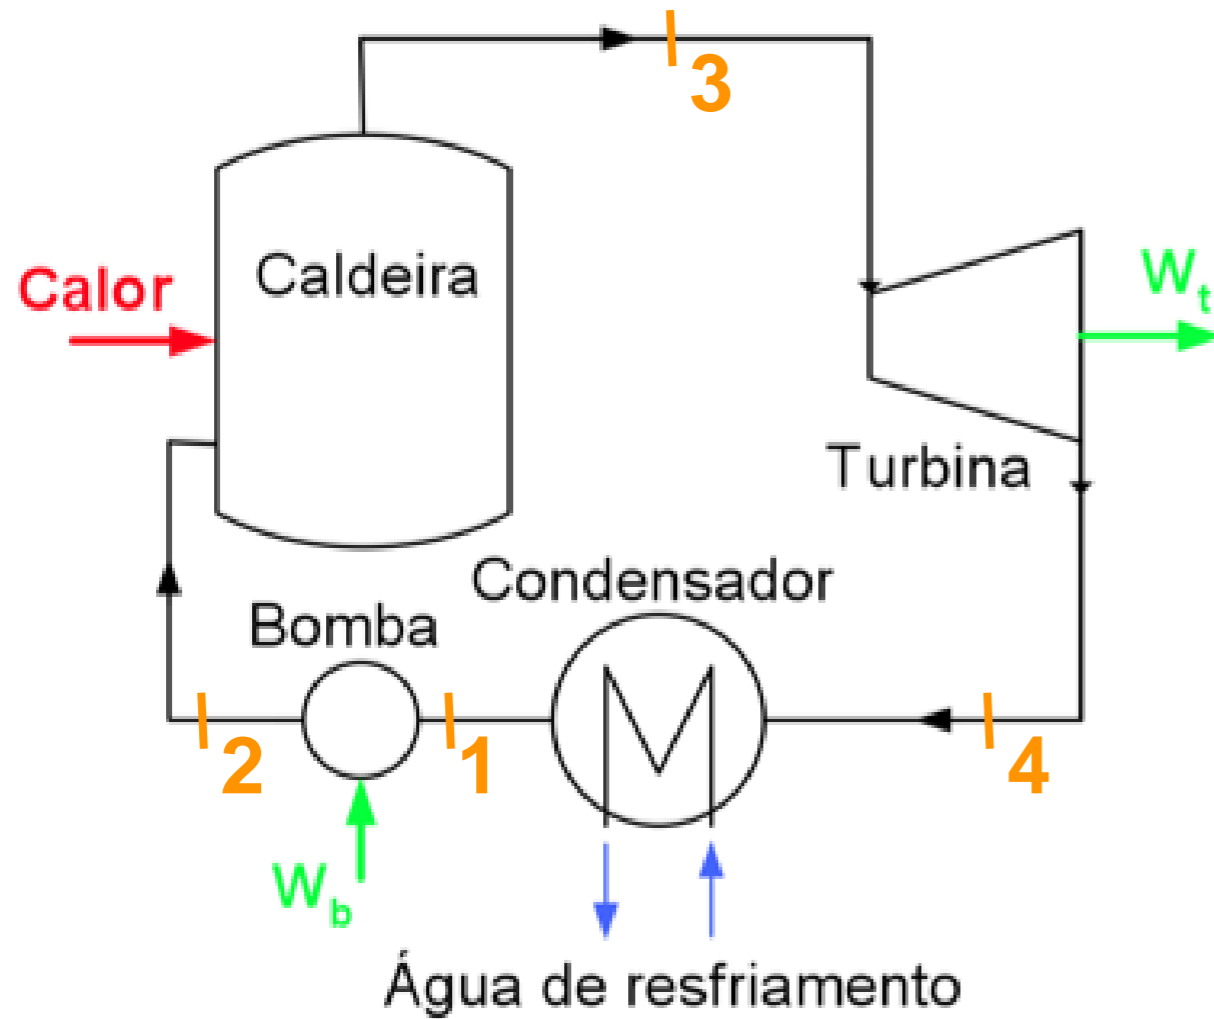 3
Caldeira
Calor
Wt
Turbina
Condensador
Bomba
2
1
4
Wb
Água de resfriamento